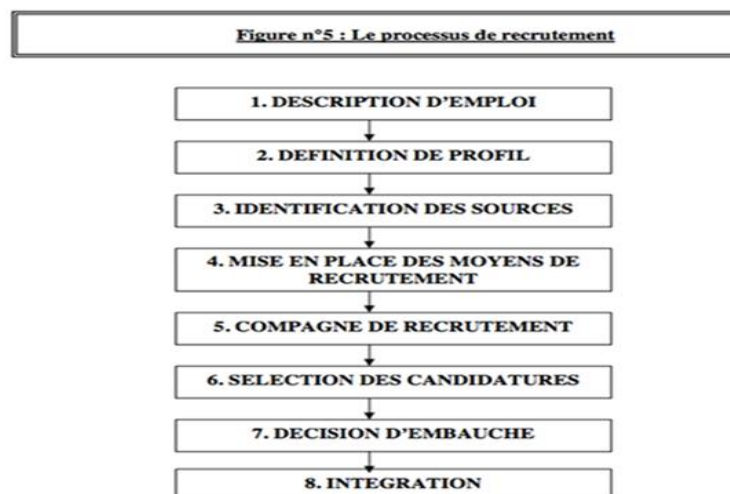 Figure n°5 : Le processus de recrutement
1. DESCRIPTION D'EMPLOI
2. DEFINITION DE PROFIL
3. IDENTIFICATION DES SOURCES
4. MISE EN PLACE DES MOYENS DE
RECRUTEMENT
5. COMPAGNE DE RECRUTEMENT
6. SELECTION DES CANDIDATURES
7. DECISION D'EMBAUCHE
8. INTEGRATION